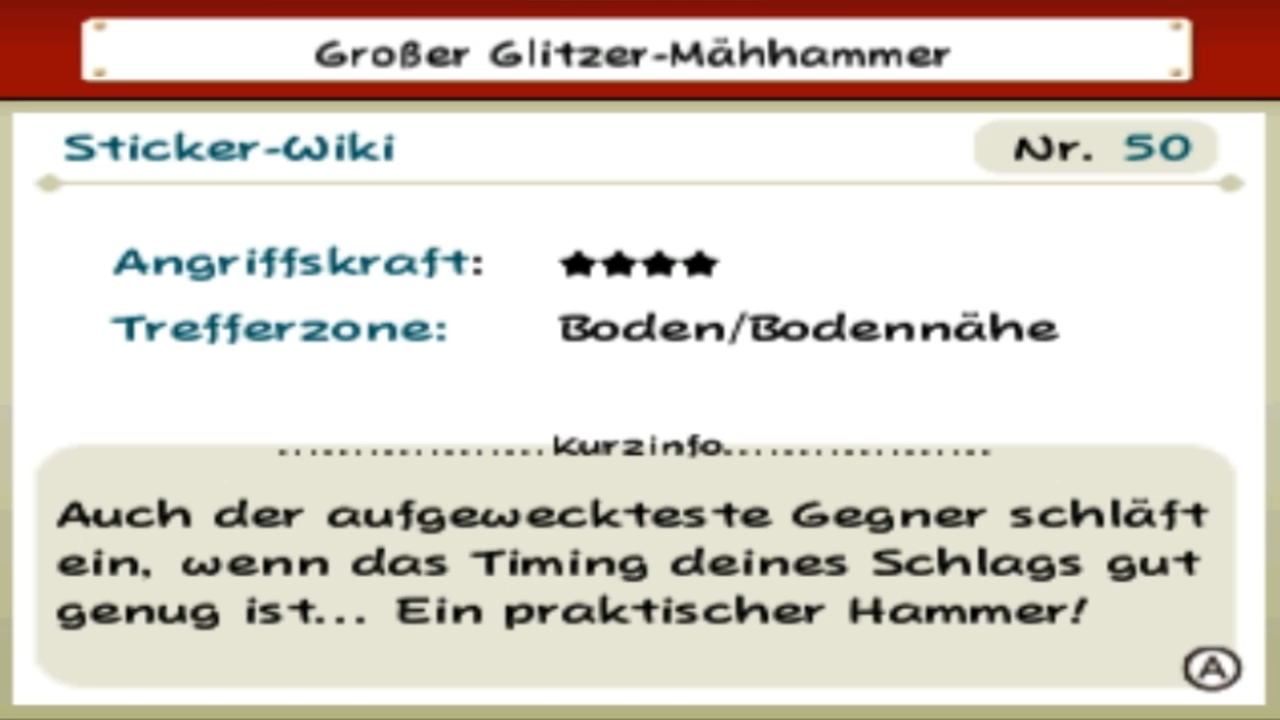 Großer Glitzer-Mähhammer
Sticker-Wiki
Nr. 50
Angriffskraft: ★★★★
Trefferzone: Boden/Bodennähe
Kurzinfo
Auch der aufgeweckteste Gegner schläft
ein, wenn das Timing deines Schlags gut
genug ist... Ein praktischer Hammer!
A